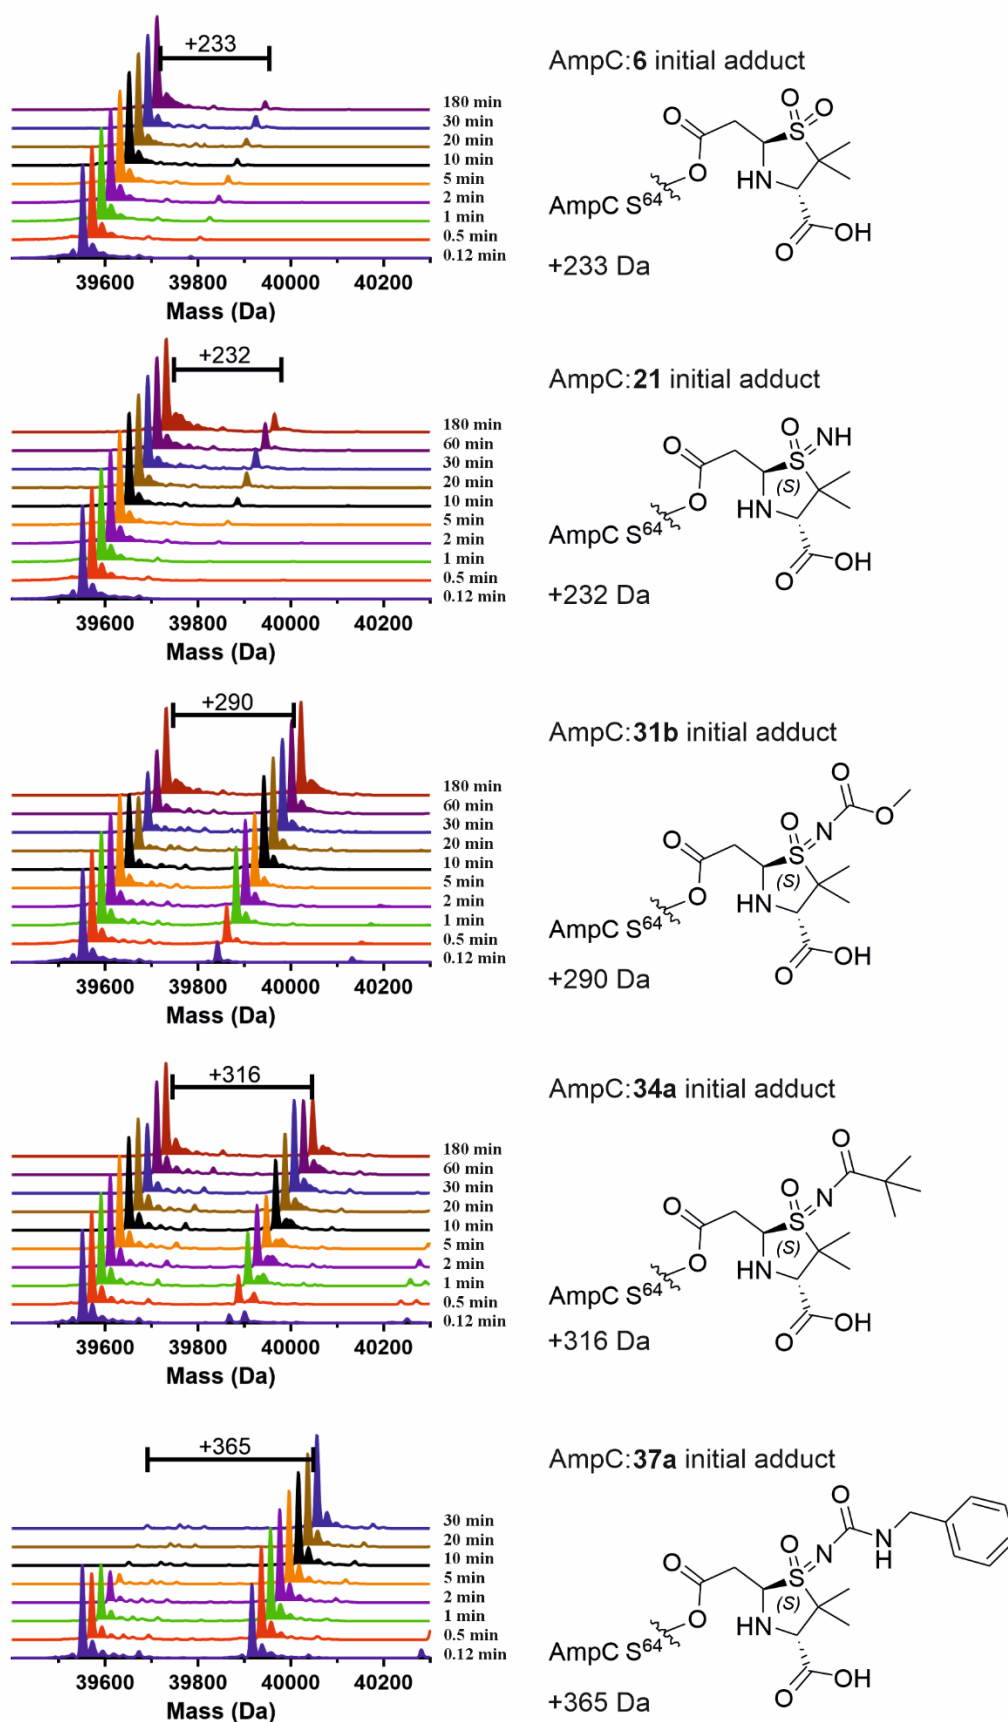 +233
180 min
30 min
20 min
10 min
5 min
2 min
1 min
0.5 min
0.12 min
39600 39800 40000 40200
Mass (Da)
AmpC:6 initial adduct
O O
O S
O HN
AmpC S64
O OH
+233 Da
+232
180 min
60 min
30 min
20 min
10 min
5 min
2 min
1 min
0.5 min
0.12 min
39600 39800 40000 40200
Mass (Da)
AmpC:21 initial adduct
O NH
O S
(S)
O HN
AmpC S64
O OH
+232 Da
+290
180 min
60 min
30 min
20 min
10 min
5 min
2 min
1 min
0.5 min
0.12 min
39600 39800 40000 40200
Mass (Da)
AmpC:31b initial adduct
O
O N O
O S
(S)
O HN
AmpC S64
O OH
+290 Da
+316
180 min
60 min
30 min
20 min
10 min
5 min
2 min
1 min
0.5 min
0.12 min
39600 39800 40000 40200
Mass (Da)
AmpC:34a initial adduct
O
O N
O S
(S)
O HN
AmpC S64
O OH
+316 Da
+365
30 min
20 min
10 min
5 min
2 min
1 min
0.5 min
0.12 min
39600 39800 40000 40200
Mass (Da)
AmpC:37a initial adduct
O
O N N
H
O S
(S)
O HN
AmpC S64
O OH
+365 Da